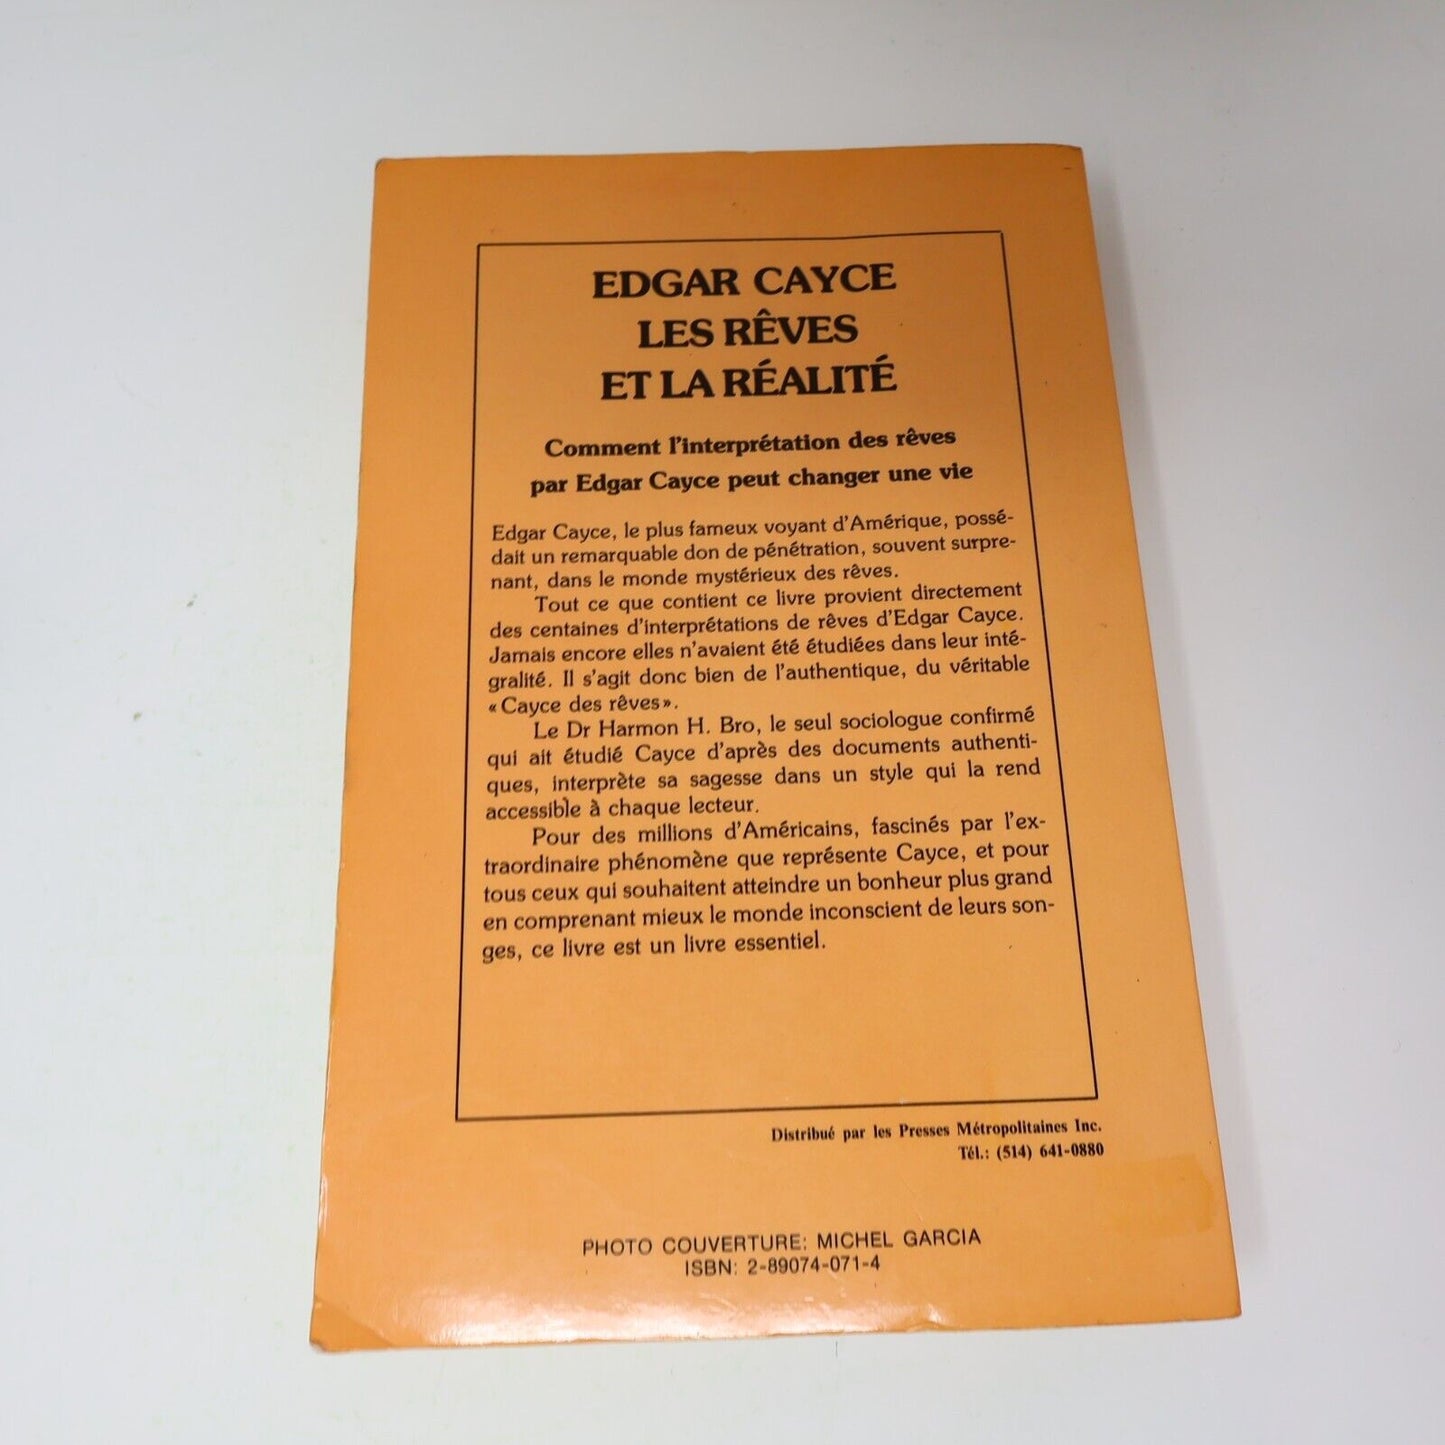 EDGAR CAYCE
LES RÊVES
ET LA RÉALITÉ
Comment l'interprétation des rêves
par Edgar Cayce peut changer une vie
Edgar Cayce, le plus fameux voyant d'Amérique, possé-
dait un remarquable don de pénétration, souvent surpre-
nant, dans le monde mystérieux des rêves.
Tout ce que contient ce livre provient directement
des centaines d'interprétations de rêves d'Edgar Cayce.
Jamais encore elles n'avaient été étudiées dans leur inté-
gralité. Il s'agit donc bien de l'authentique, du véritable
« Cayce des rêves ».
Le Dr Harmon H. Bro, le seul sociologue confirmé
qui ait étudié Cayce d'après des documents authenti-
ques, interprète sa sagesse dans un style qui la rend
accessible à chaque lecteur.
Pour des millions d'Américains, fascinés par l'ex-
traordinaire phénomène que représente Cayce, et pour
tous ceux qui souhaitent atteindre un bonheur plus grand
en comprenant mieux le monde inconscient de leurs son-
ges, ce livre est un livre essentiel.
Distribué par les Presses Métropolitaines Inc.
Tél.: (514) 641-0880
PHOTO COUVERTURE: MICHEL GARCIA
ISBN: 2-89074-071-4